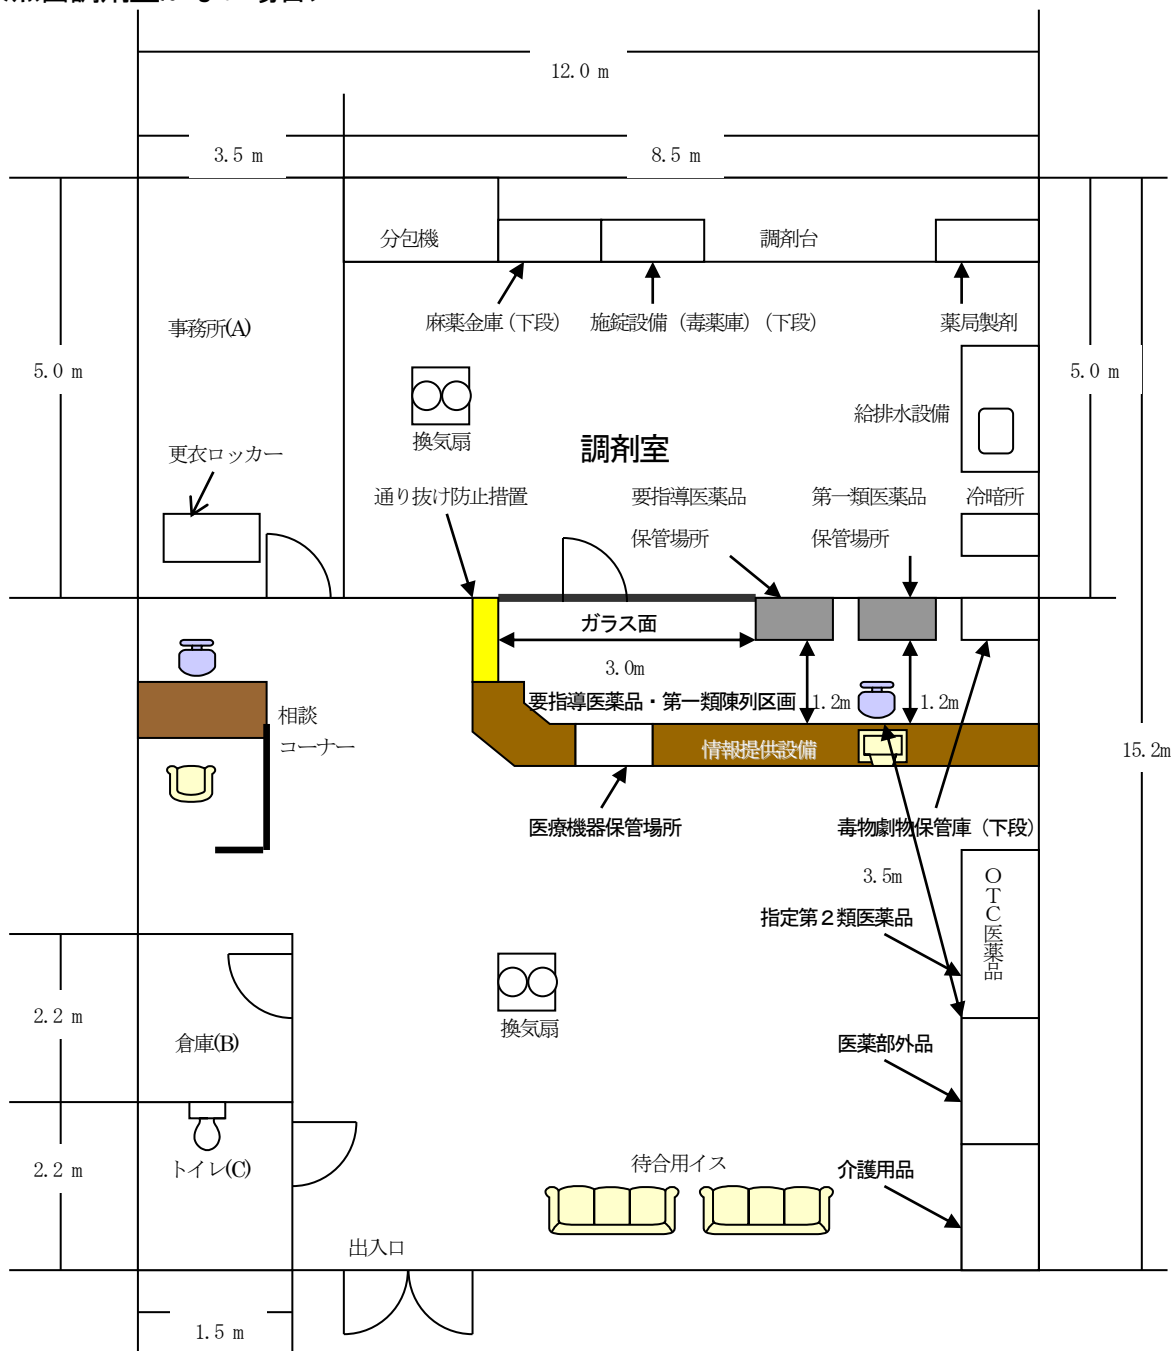 12.0 m
3.5 m
8.5 m
分包機
調剤台
麻薬金庫(下段)
施錠設備(毒薬庫)(下段)
薬局製剤
事務所(A)
5.0 m
5.0 m
給排水設備
換気扇
調剤室
更衣ロッカー
通り抜け防止措置
要指導医薬品
保管場所
第一類医薬品
保管場所
冷暗所
ガラス面
3.0m
要指導医薬品・第一類陳列区画
1.2m
1.2m
相談
コーナー
情報提供設備
15.2m
医療機器保管場所
毒物劇物保管庫(下段)
3.5m
OTC医薬品
指定第2類医薬品
2.2 m
換気扇
倉庫(B)
医薬部外品
2.2 m
トイレ(C)
待合用イス
介護用品
出入口
1.5 m